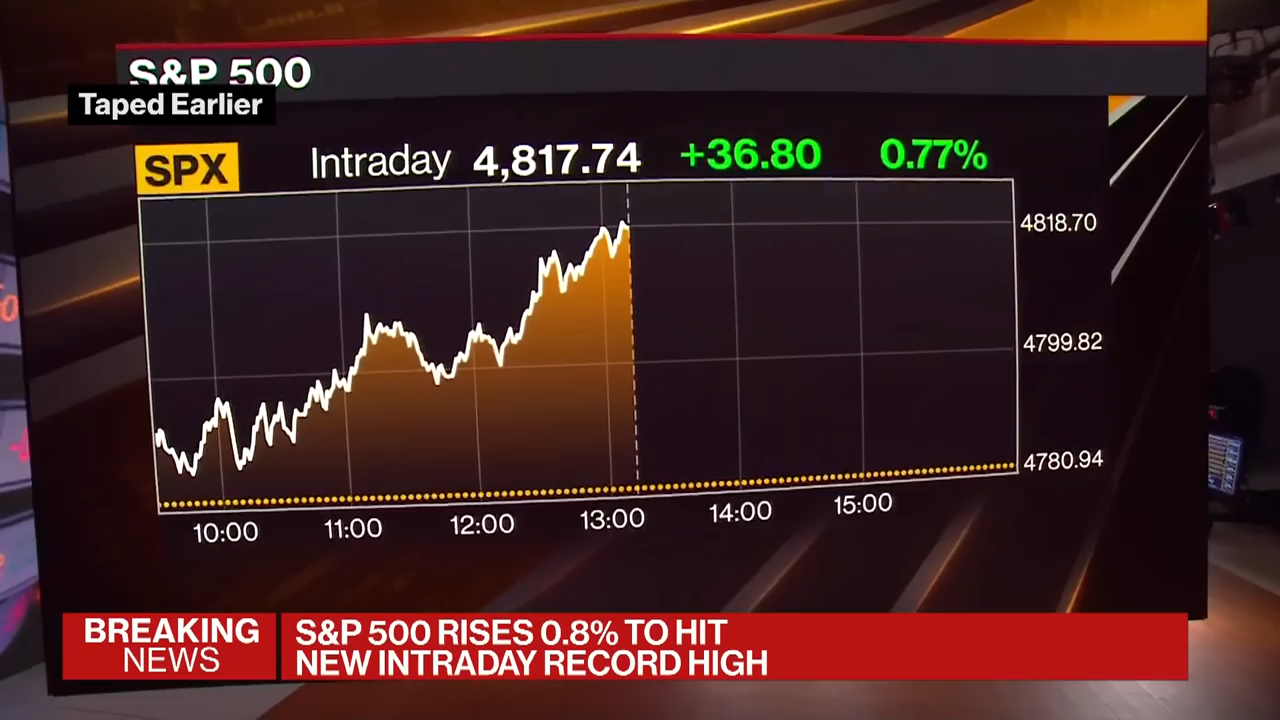 S&P 500
Taped Earlier
SPX Intraday 4,817.74 +36.80 0.77%
4818.70
4799.82
4780.94
10:00 11:00 12:00 13:00 14:00 15:00
BREAKING NEWS
S&P 500 RISES 0.8% TO HIT
NEW INTRADAY RECORD HIGH